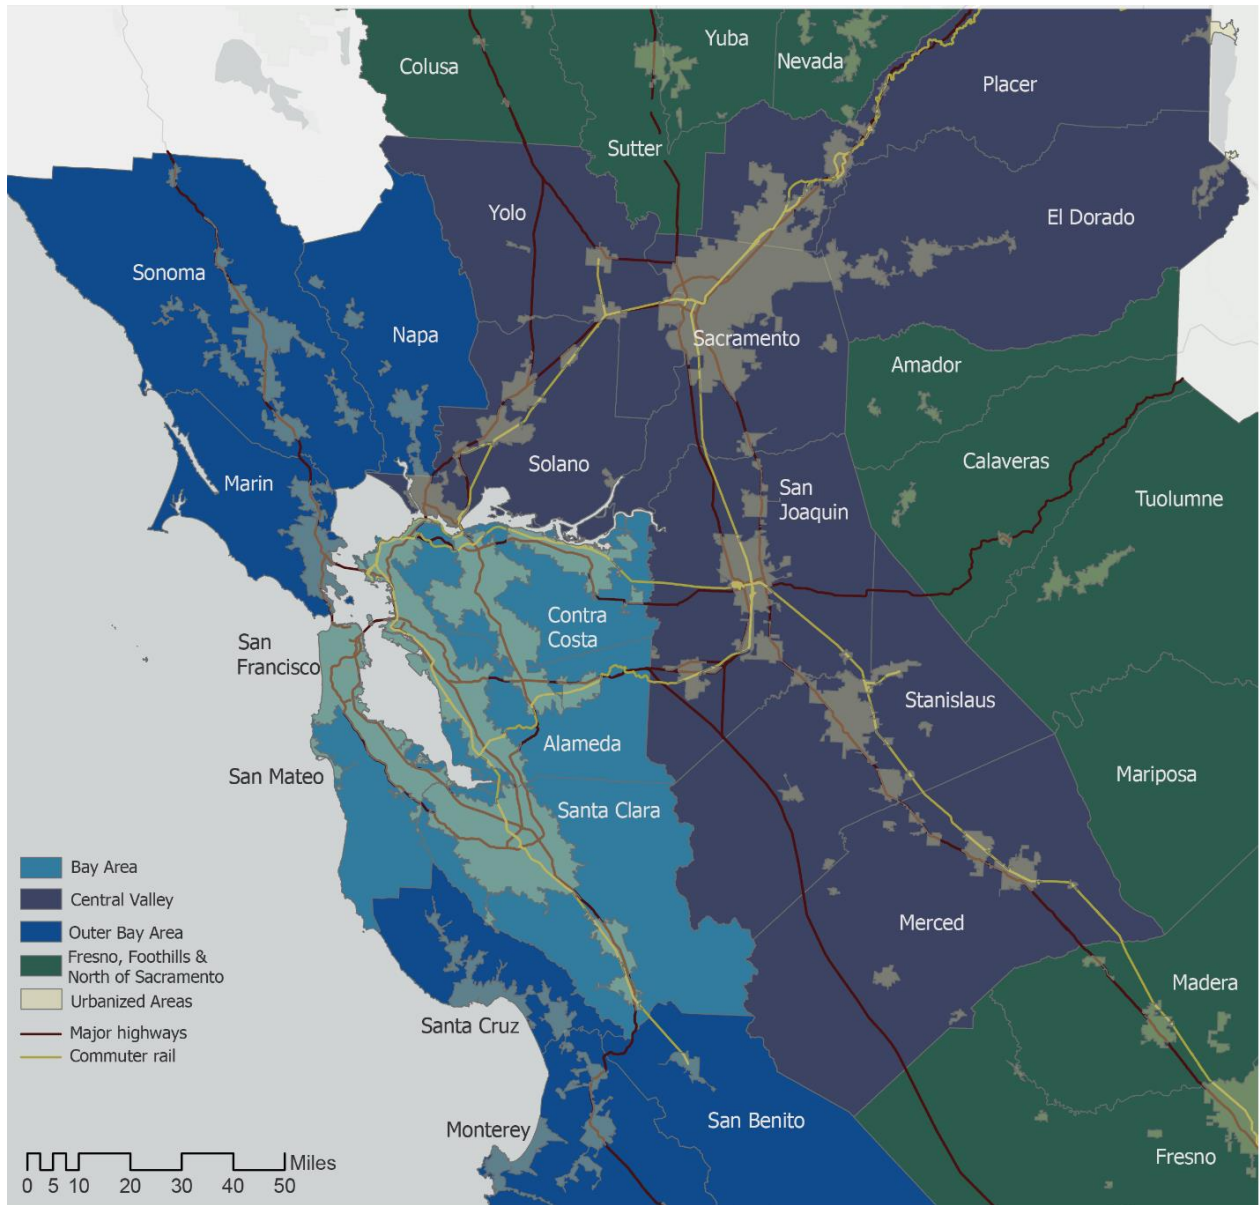 Yuba
Colusa
Nevada
Placer
Sutter
Yolo
El Dorado
Sonoma
Napa
Sacramento
Amador
Solano
Calaveras
Marin
San
Joaquin
Tuolumne
Contra
Costa
San
Francisco
Stanislaus
Alameda
San Mateo
Mariposa
Santa Clara
Merced
Madera
Santa Cruz
Monterey
San Benito
Fresno
Bay Area
Central Valley
Outer Bay Area
Fresno, Foothills &
North of Sacramento
Urbanized Areas
Major highways
Commuter rail
Miles
0 5 10 20 30 40 50